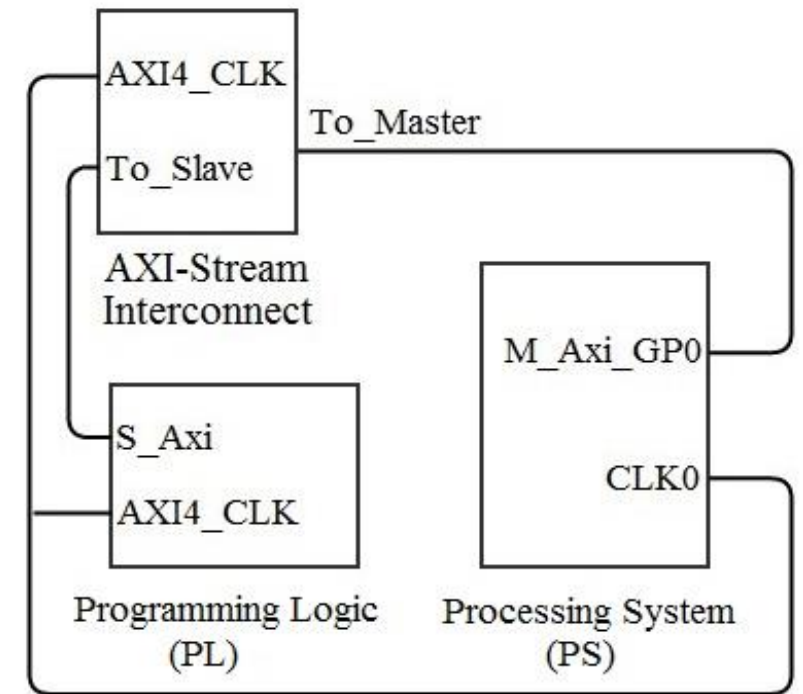 AXI4_CLK
To_Master
To_Slave
AXI-Stream
Interconnect
M_Axi_GP0
S_Axi
CLK0
AXI4_CLK
Programming Logic
(PL)
Processing System
(PS)